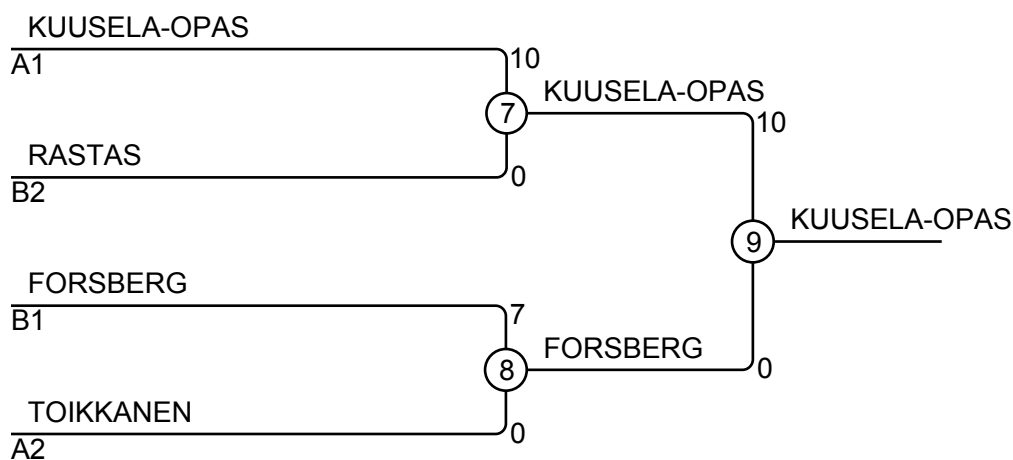 KUUSELA-OPAS
A1
10
7
KUUSELA-OPAS
10
RASTAS
B2
0
9
KUUSELA-OPAS
FORSBERG
B1
7
8
FORSBERG
0
TOIKKANEN
A2
0